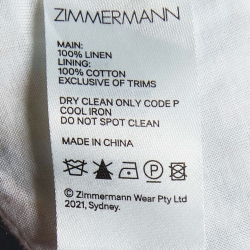 ZIMMERMANN
MAIN:
100% LINEN
LINING:
100% COTTON
EXCLUSIVE OF TRIMS
DRY CLEAN ONLY CODE P
COOL IRON
DO NOT SPOT CLEAN
MADE IN CHINA
P
© Zimmermann Wear Pty Ltd
2021, Sydney.